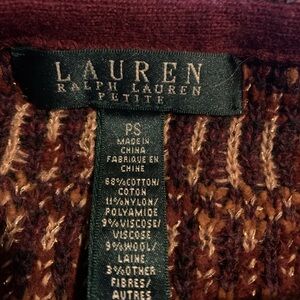 LAUREN
RALPH LAUREN
PETITE
PS
MADE IN
CHINA
FABRIQUE EN
CHINE
68%COTTON/
COTON
11%NYLON/
POLYAMIDE
9%VISCOSE/
VISCOSE
9%WOOL/
LAINE
3%OTHER
FIBRES/
AUTRES